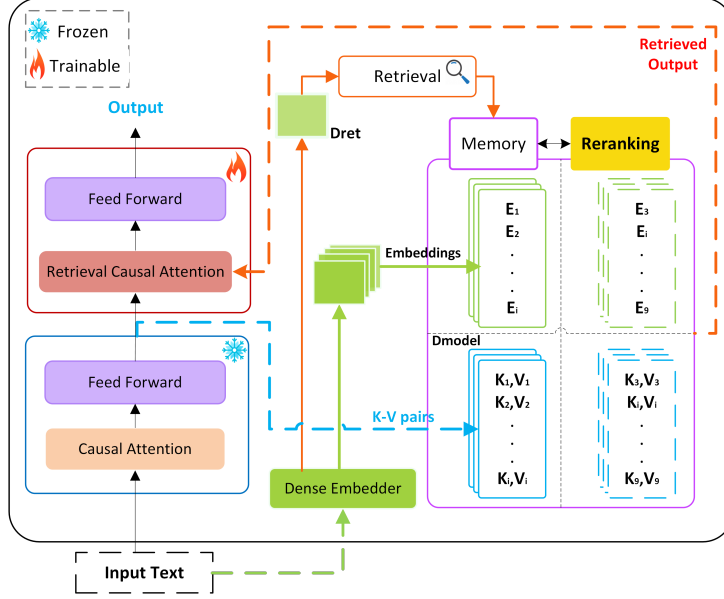 Frozen
Trainable
Output
Feed Forward
Retrieval Causal Attention
Feed Forward
Causal Attention
Input Text
Retrieval
Dret
Retrieved
Output
Memory
Reranking
Embeddings
E1
E2
.
.
.
Ei
E3
Ei
.
.
.
E9
Dmodel
K-V pairs
K1,V1
K2,V2
.
.
.
Ki,Vi
K3,V3
Ki,Vi
.
.
.
K9,V9
Dense Embedder